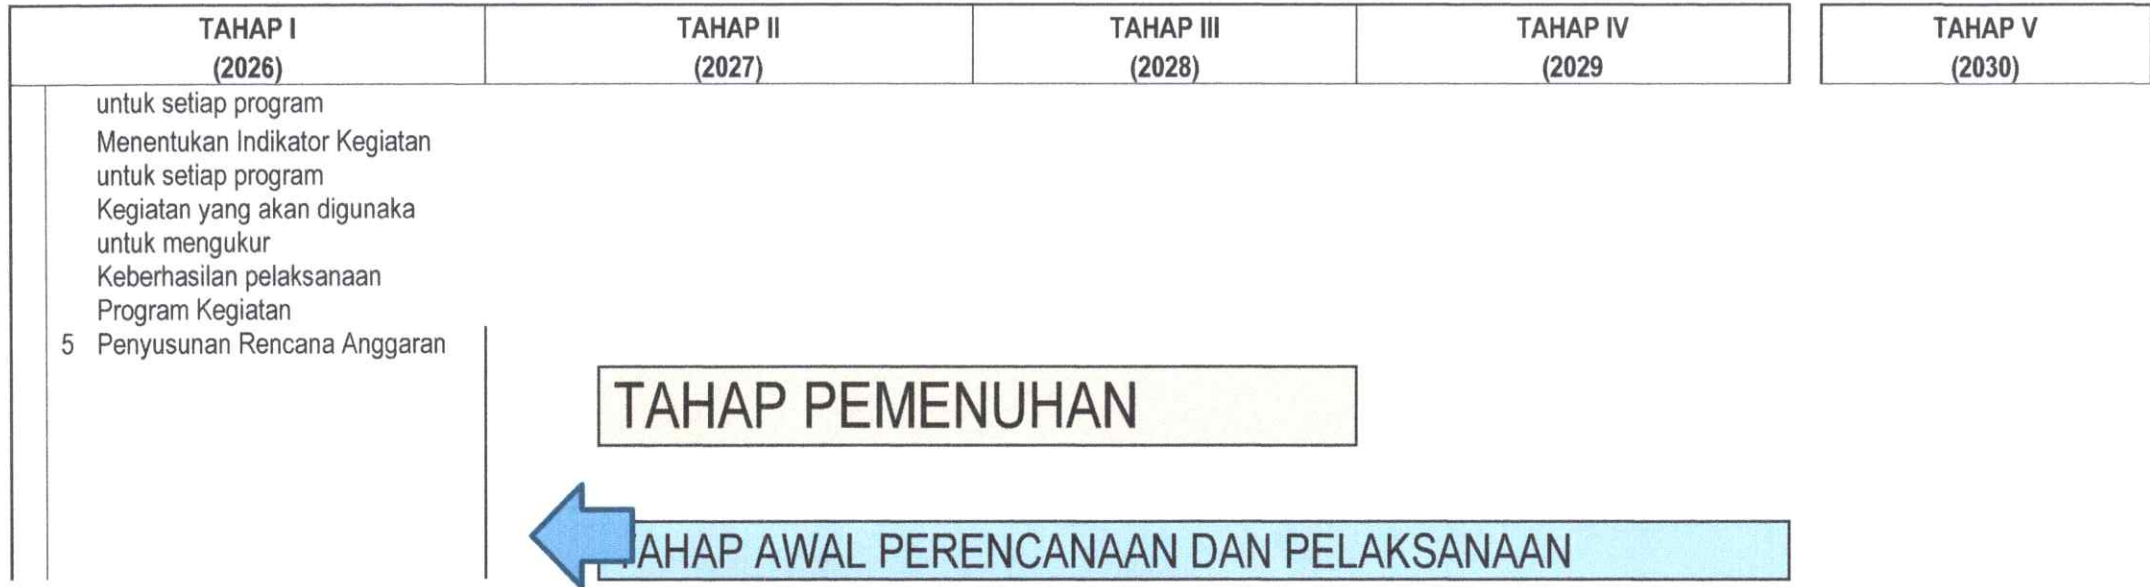 TAHAP I
(2026)
TAHAP II
(2027)
TAHAP III
(2028)
TAHAP IV
(2029
TAHAP V
(2030)
untuk setiap program
Menentukan Indikator Kegiatan
untuk setiap program
Kegiatan yang akan digunaka
untuk mengukur
Keberhasilan pelaksanaan
Program Kegiatan
5 Penyusunan Rencana Anggaran
TAHAP PEMENUHAN
AHAP AWAL PERENCANAAN DAN PELAKSANAAN